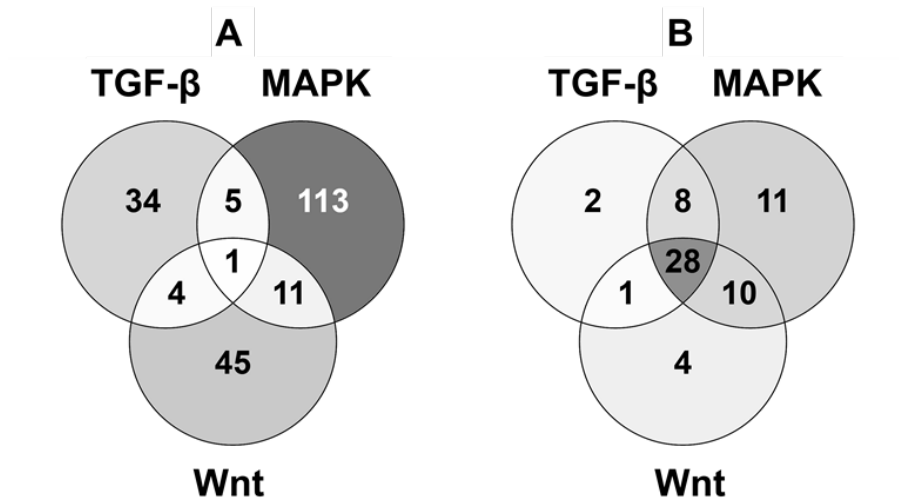 A
TGF-β MAPK
34 5 113
1
4 11
45
Wnt
B
TGF-β MAPK
2 8 11
28
1 10
4
Wnt